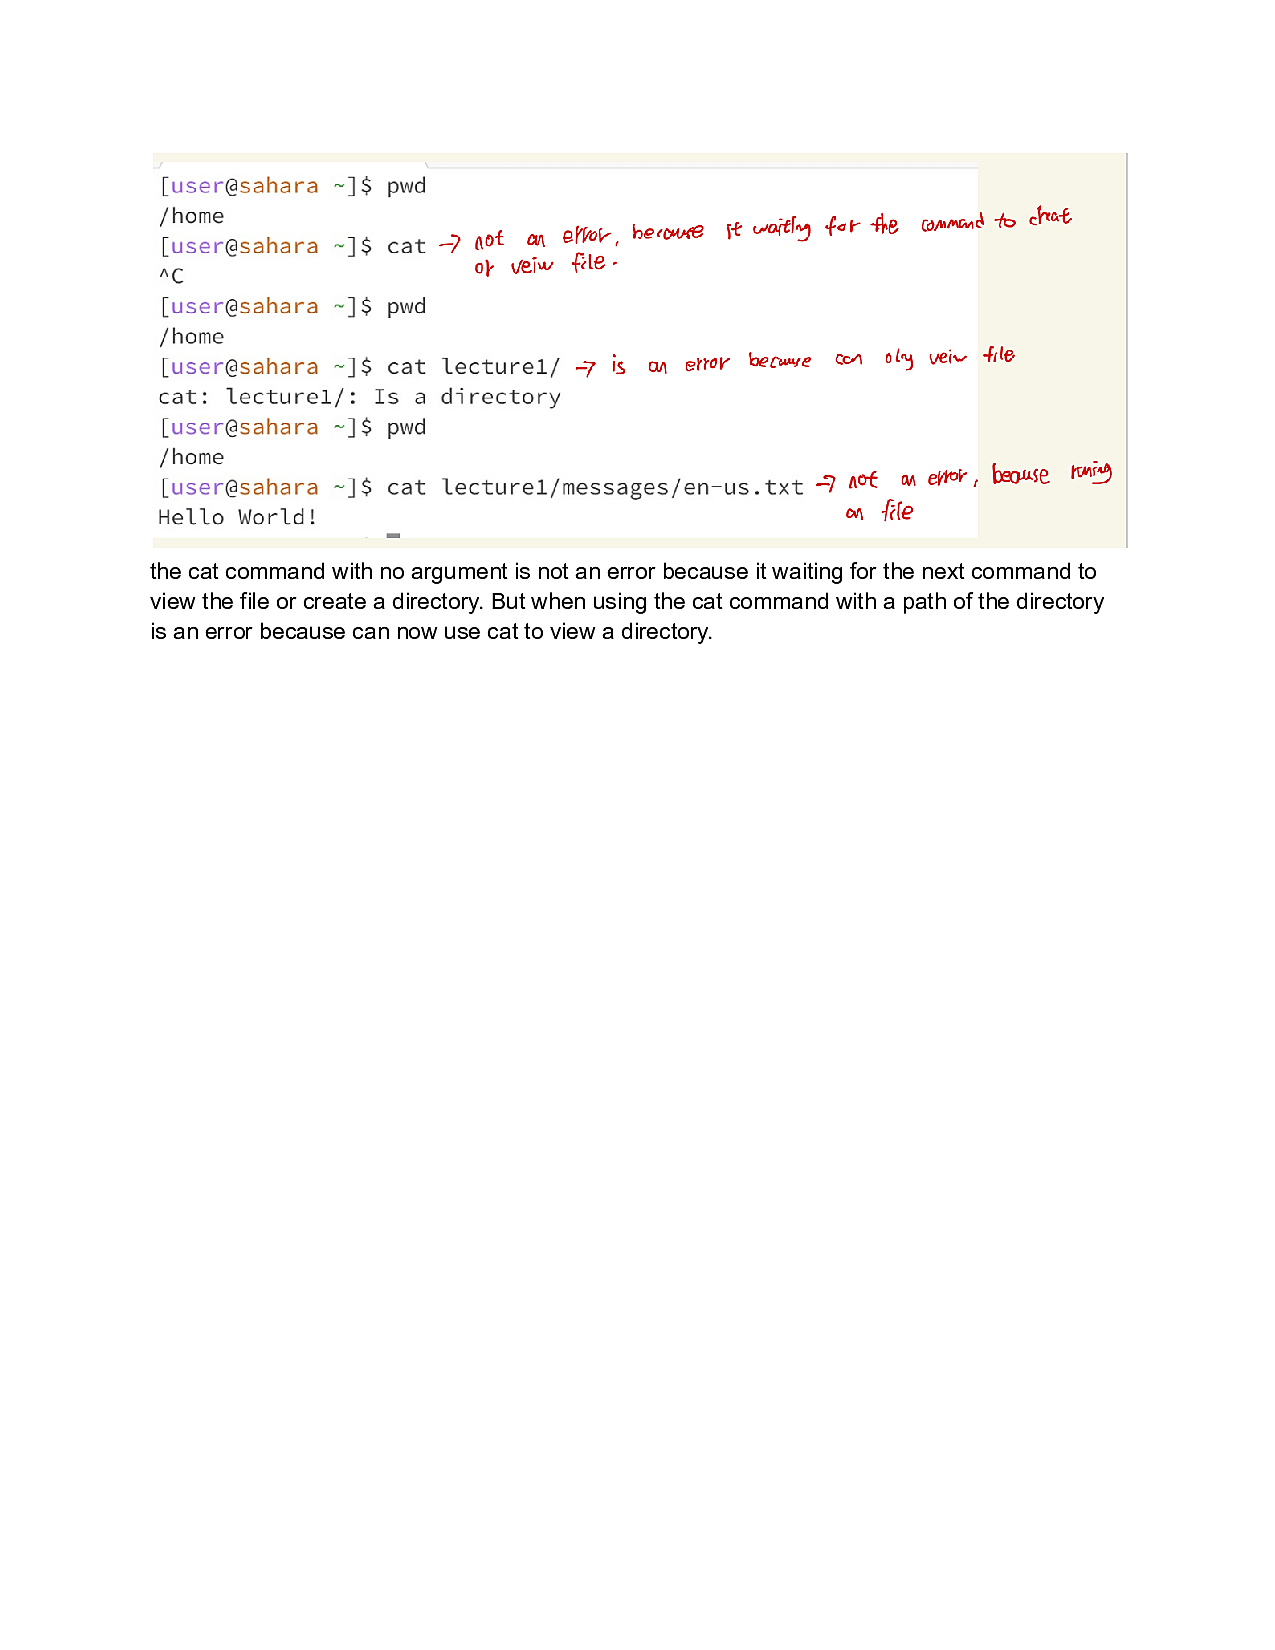 [user@sahara ~]$ pwd
/home
[user@sahara ~]$ cat → not an error, because it waiting for the command to
or veiw file.
^C
[user@sahara ~]$ pwd
/home
[user@sahara ~]$ cat lecture1/ → is an error because can only veiw file
cat: lecture1/: Is a directory
[user@sahara ~]$ pwd
/home
[user@sahara ~]$ cat lecture1/messages/en-us.txt → not an error, because
on file
Hello World!
the cat command with no argument is not an error because it waiting for the next command to
view the file or create a directory. But when using the cat command with a path of the directory
is an error because can now use cat to view a directory.